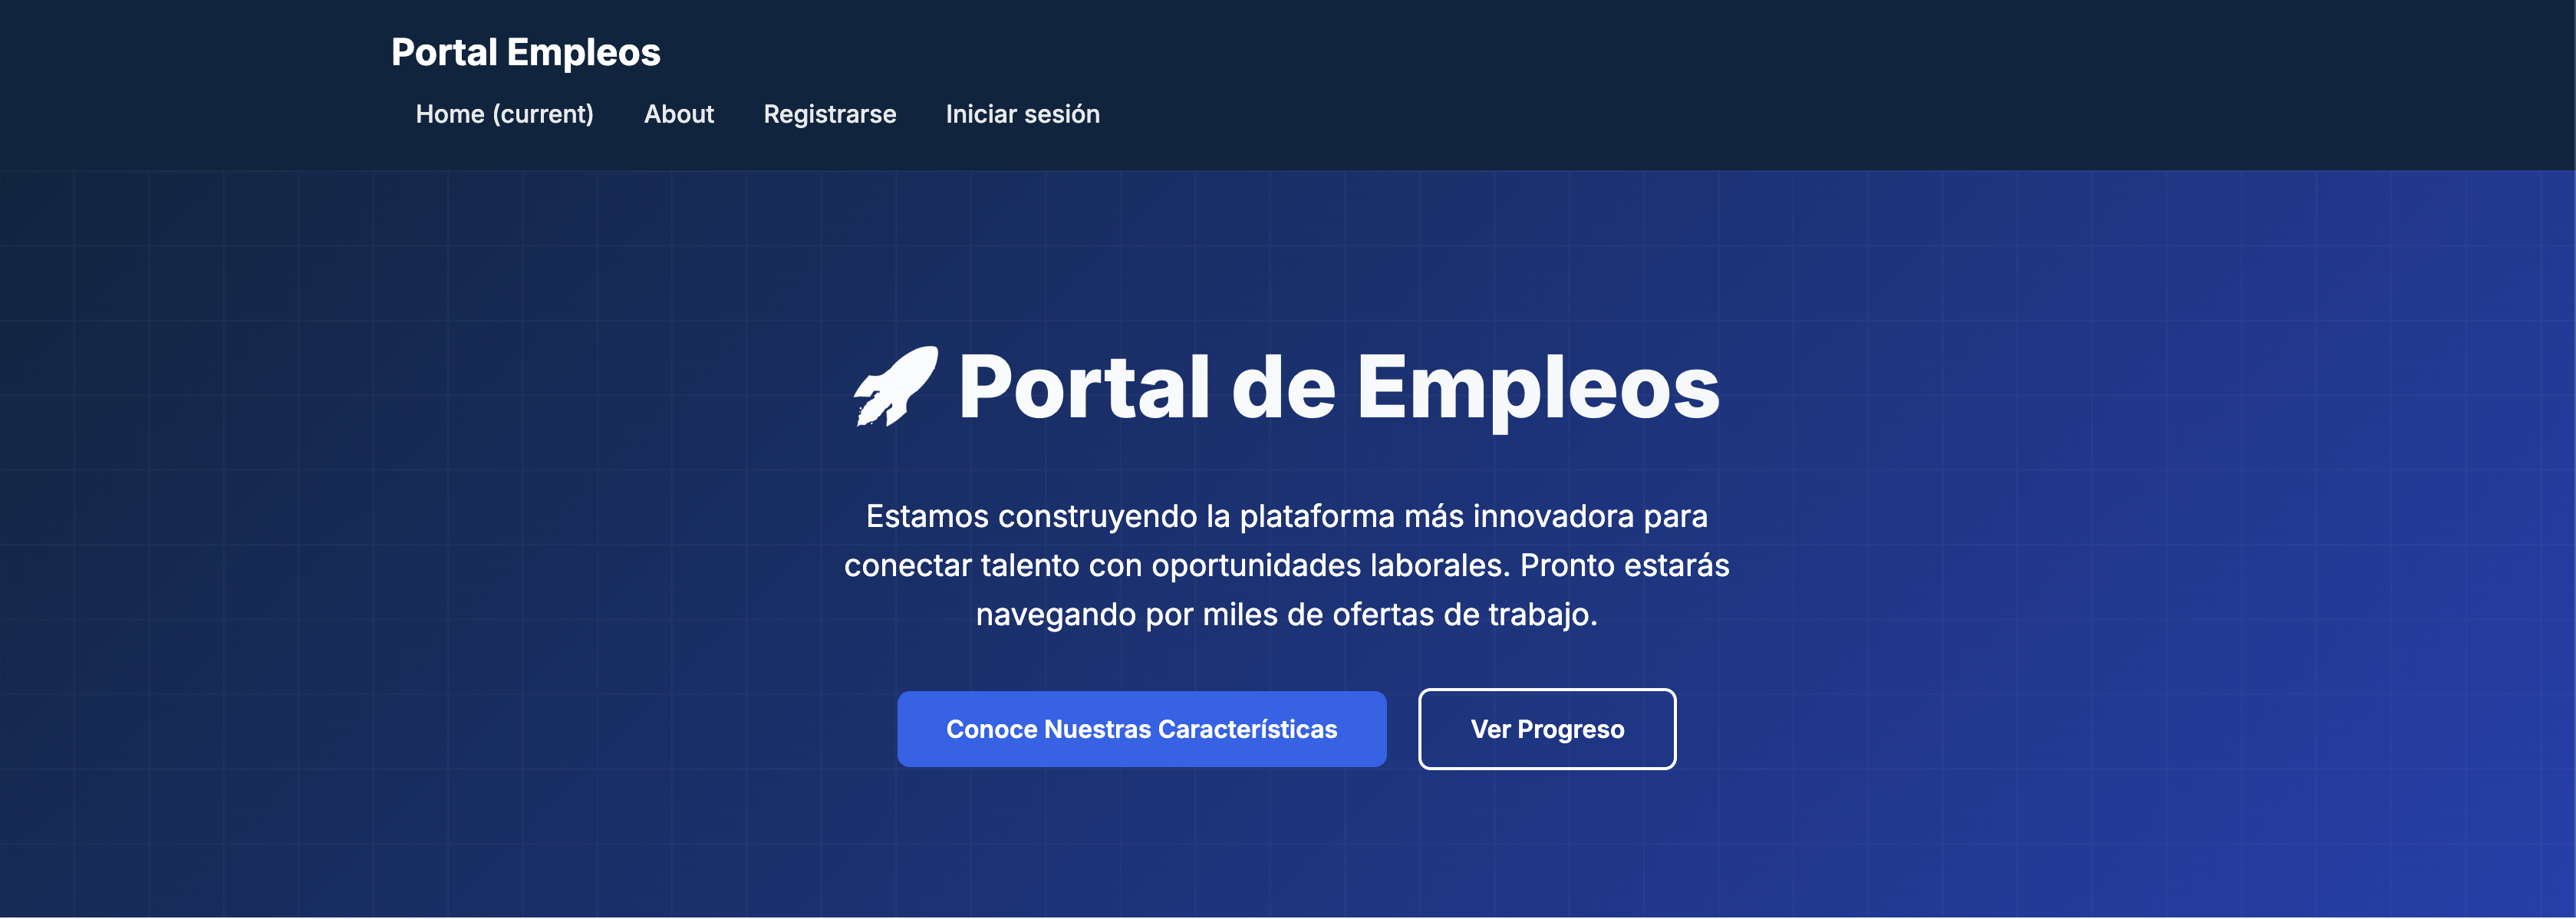 Portal Empleos
Home (current) About Registrarse Iniciar sesión
Portal de Empleos
Estamos construyendo la plataforma más innovadora para
conectar talento con oportunidades laborales. Pronto estarás
navegando por miles de ofertas de trabajo.
Conoce Nuestras Características Ver Progreso